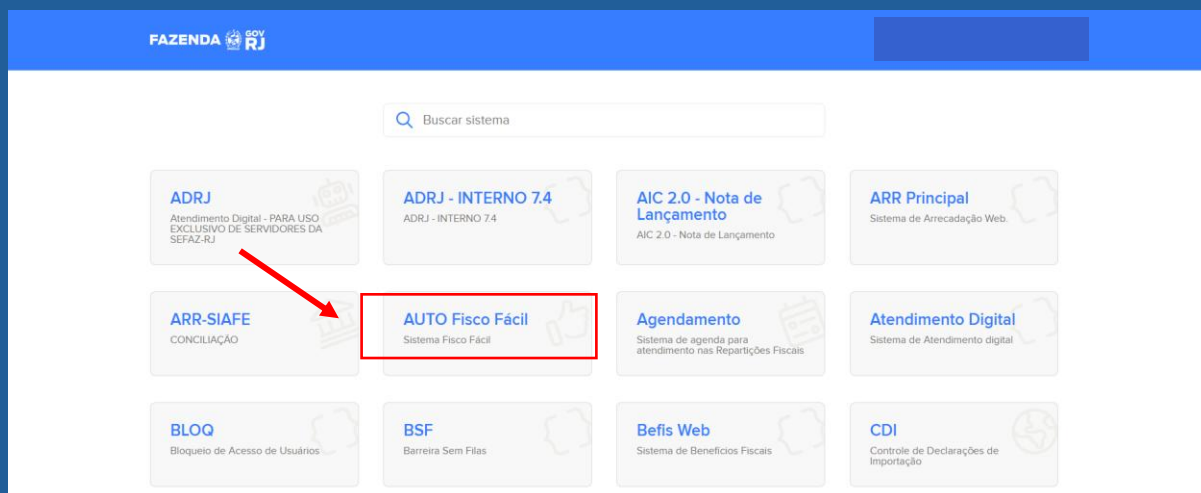 FAZENDA GOV RJ
Buscar sistema
ADRJ
Atendimento Digital - PARA USO
EXCLUSIVO DE SERVIDORES DA
SEFAZ-RJ
ADRJ - INTERNO 7.4
ADRJ - INTERNO 7.4
AIC 2.0 - Nota de
Lançamento
AIC 2.0 - Nota de Lançamento
ARR Principal
Sistema de Arrecadação Web.
ARR-SIAFE
CONCILIAÇÃO
AUTO Fisco Fácil
Sistema Fisco Fácil
Agendamento
Sistema de agenda para
atendimento nas Repartições Fiscais
Atendimento Digital
Sistema de Atendimento digital
BLOQ
Bloqueio de Acesso de Usuários
BSF
Barreira Sem Filas
Befis Web
Sistema de Benefícios Fiscais
CDI
Controle de Declarações de
Importação